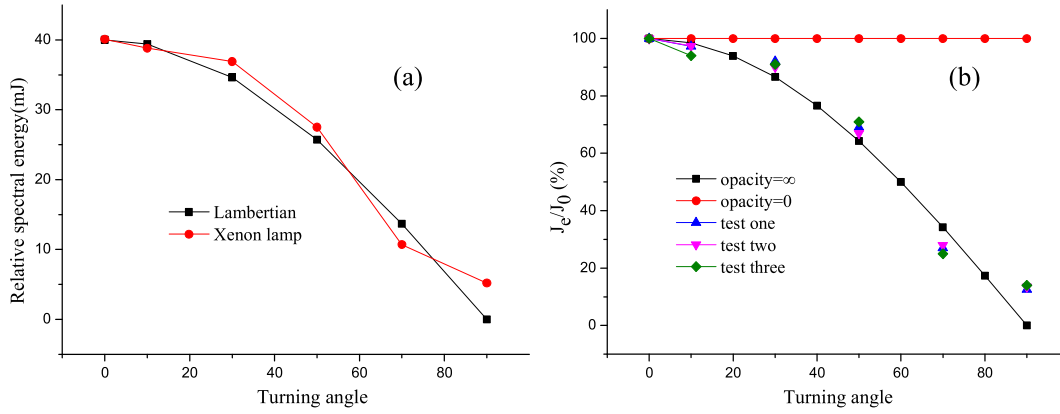 (a)
Relative spectral energy(mJ)
40
30
20
10
0
Lambertian
Xenon lamp
0 20 40 60 80
Turning angle
(b)
J_e/J_0 (%)
100
80
60
40
20
0
opacity=∞
opacity=0
test one
test two
test three
0 20 40 60 80
Turning angle